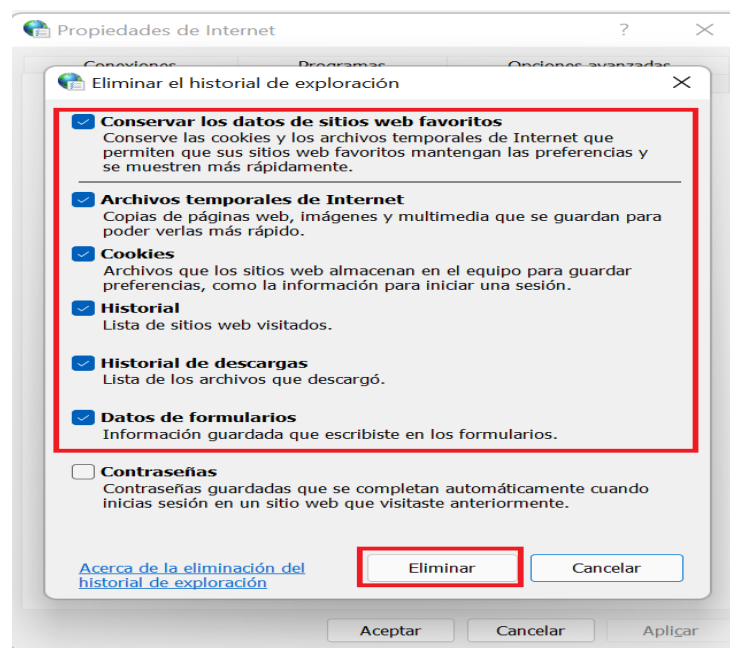 Propiedades de Internet
Conexiones Programas Opciones avanzadas
Eliminar el historial de exploración
Conservar los datos de sitios web favoritos
Conserve las cookies y los archivos temporales de Internet que
permiten que sus sitios web favoritos mantengan las preferencias y
se muestren más rápidamente.
Archivos temporales de Internet
Copias de páginas web, imágenes y multimedia que se guardan para
poder verlas más rápido.
Cookies
Archivos que los sitios web almacenan en el equipo para guardar
preferencias, como la información para iniciar una sesión.
Historial
Lista de sitios web visitados.
Historial de descargas
Lista de los archivos que descargó.
Datos de formularios
Información guardada que escribiste en los formularios.
Contraseñas
Contraseñas guardadas que se completan automáticamente cuando
inicias sesión en un sitio web que visitaste anteriormente.
Acerca de la eliminación del
historial de exploración
Eliminar Cancelar
Aceptar Cancelar Aplicar